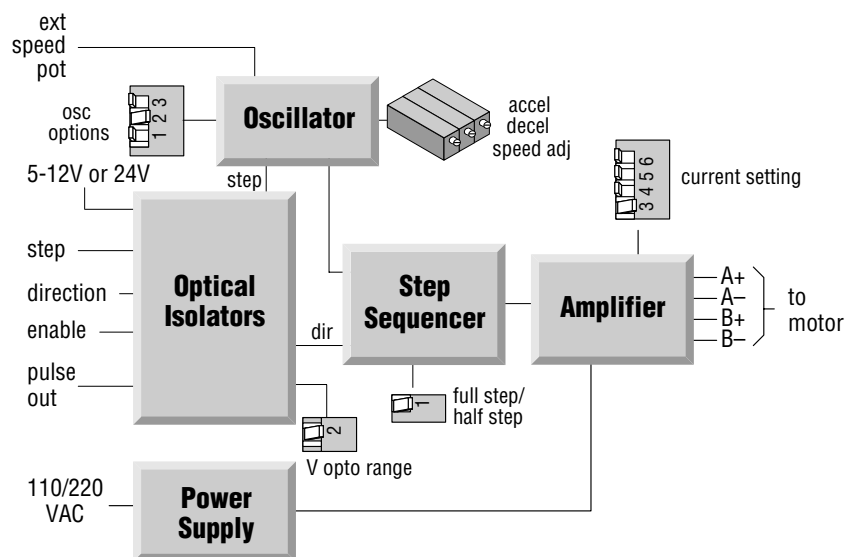 ext
speed
pot
osc
options
1 2 3
Oscillator
accel
decel
speed adj
3 4 5 6
current setting
5-12V or 24V
step
step
direction
enable
pulse
out
Optical
Isolators
dir
Step
Sequencer
Amplifier
A+
A–
B+
B–
to
motor
1
full step/
half step
2
V opto range
110/220
VAC
Power
Supply